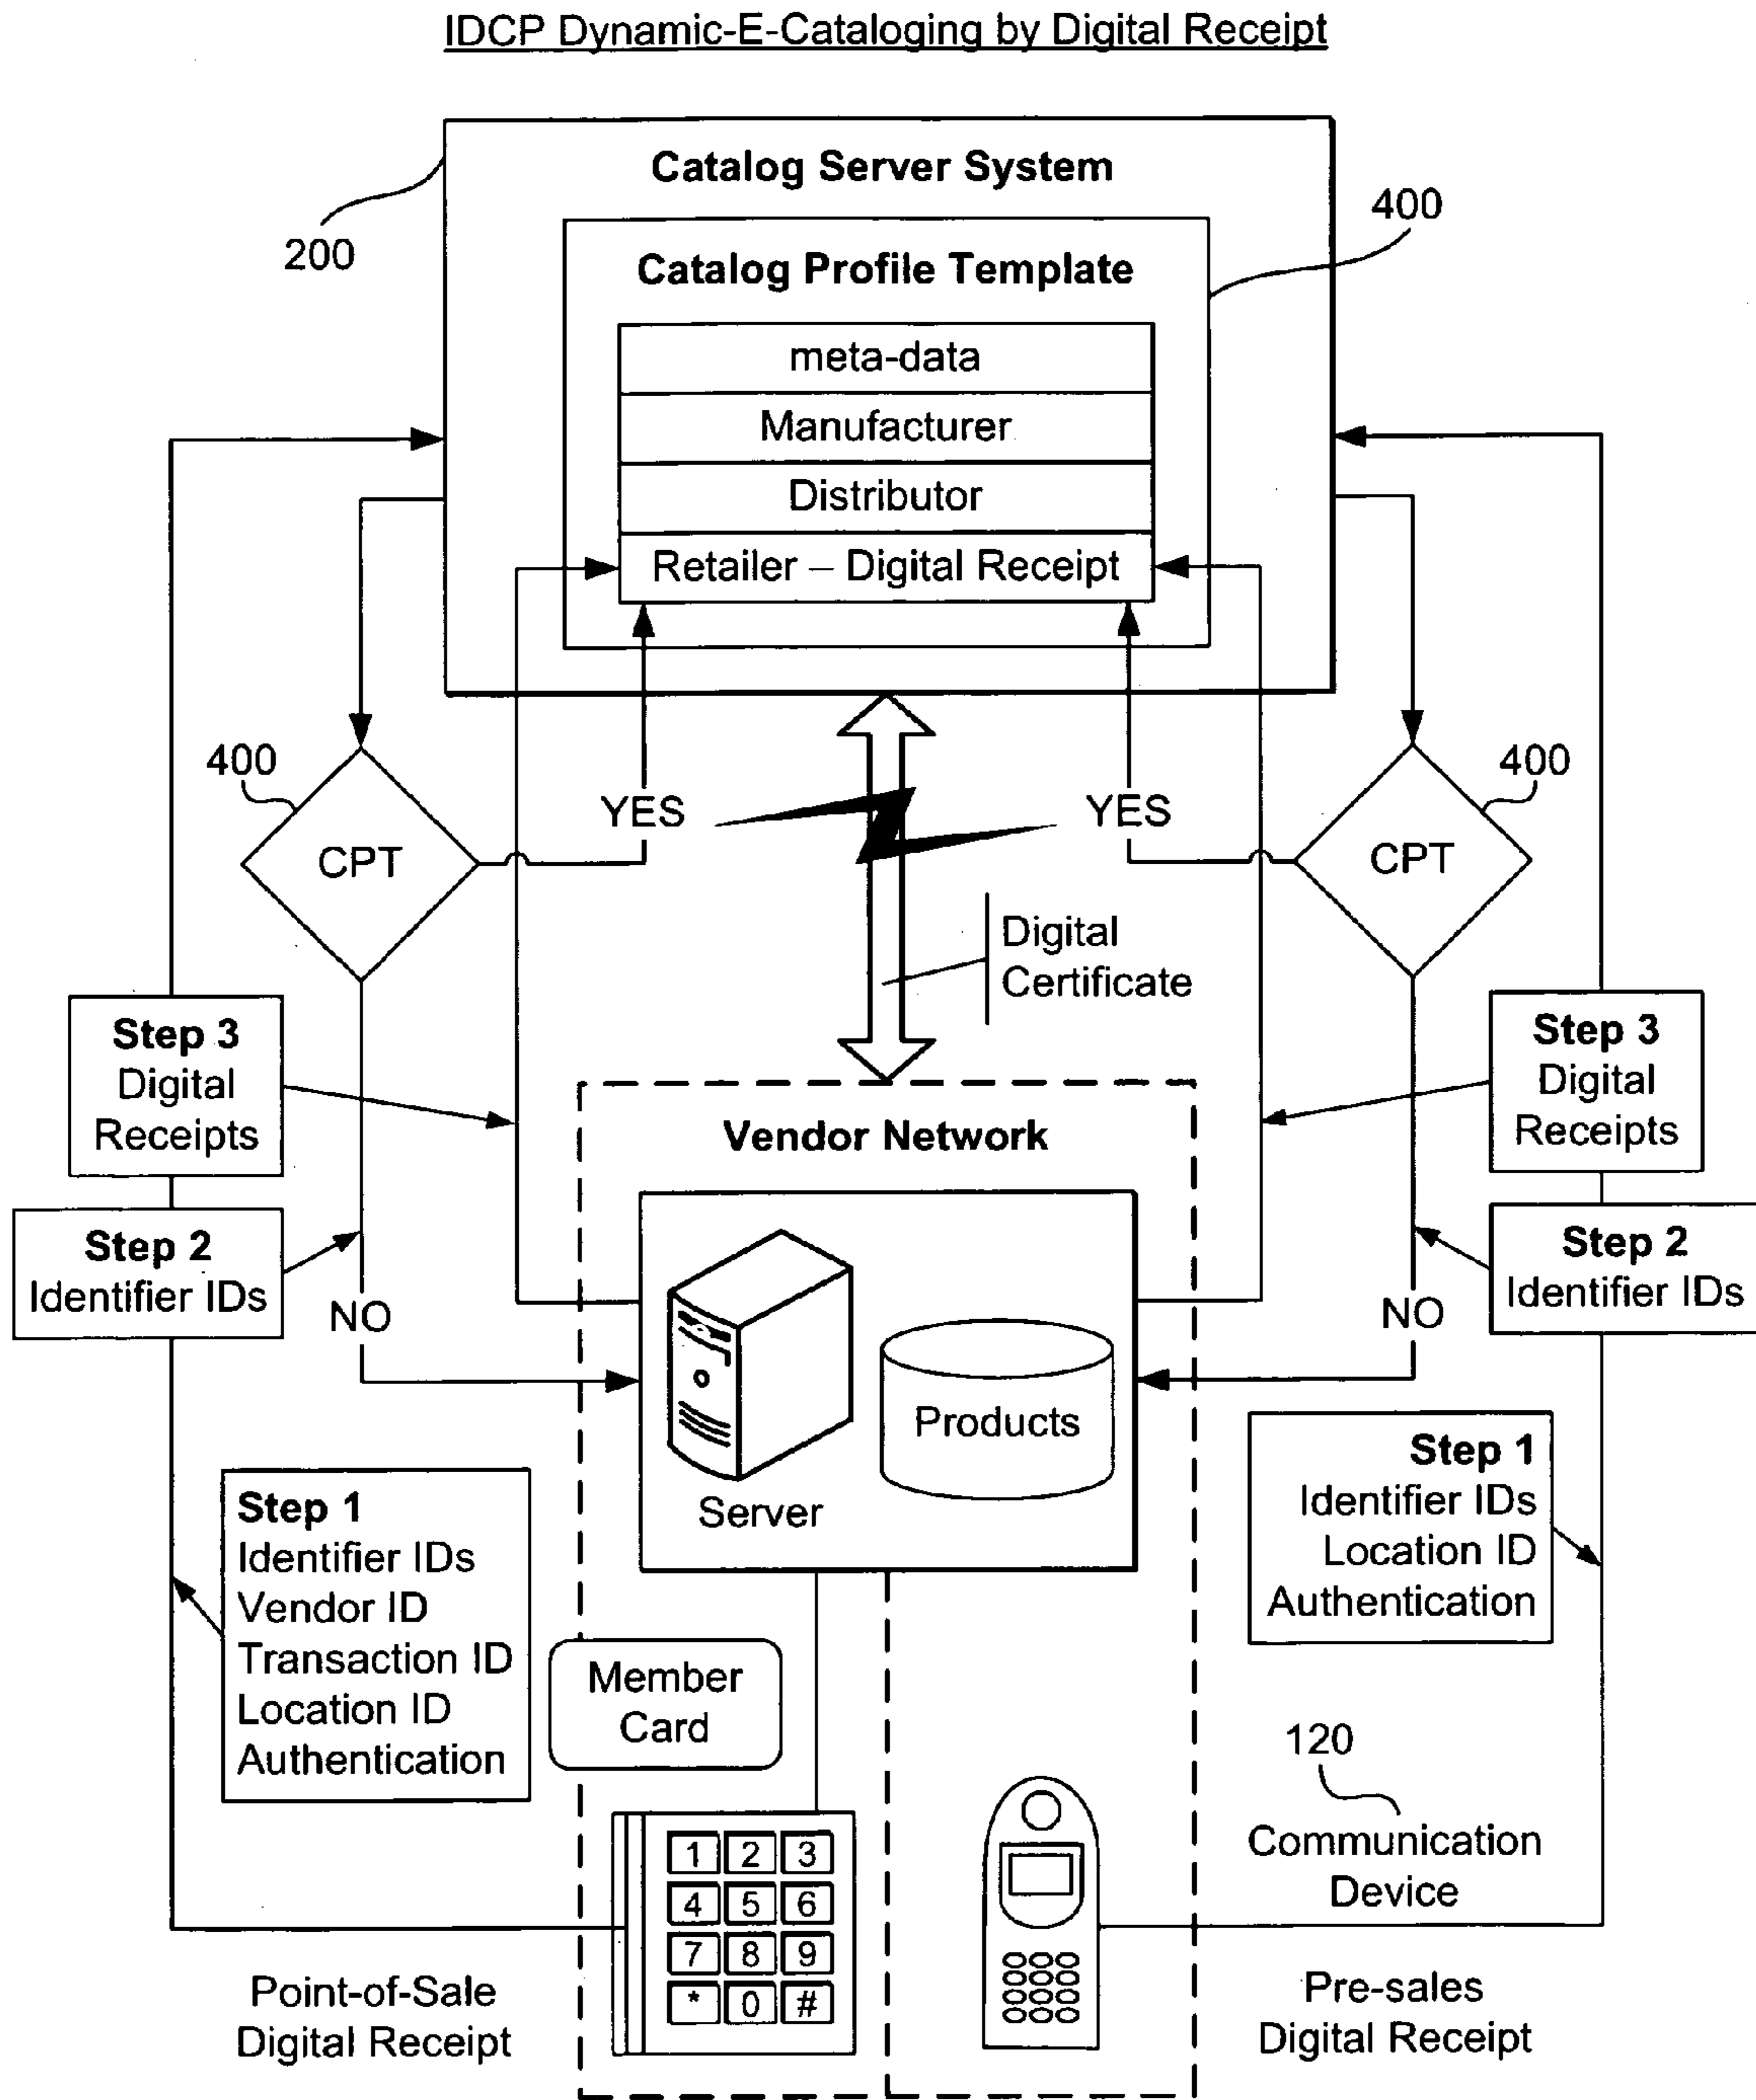 IDCP Dynamic-E-Cataloging by Digital Receipt
Catalog Server System
200
400
Catalog Profile Template
meta-data
Manufacturer
Distributor
Retailer – Digital Receipt
400
CPT
YES
YES
400
CPT
Digital
Certificate
Step 3
Digital
Receipts
Step 2
Identifier IDs
NO
Step 3
Digital
Receipts
Step 2
Identifier IDs
NO
Vendor Network
Server
Products
Step 1
Identifier IDs
Vendor ID
Transaction ID
Location ID
Authentication
Step 1
Identifier IDs
Location ID
Authentication
Member
Card
120
Communication
Device
1 2 3
4 5 6
7 8 9
* 0 #
Point-of-Sale
Digital Receipt
Pre-sales
Digital Receipt